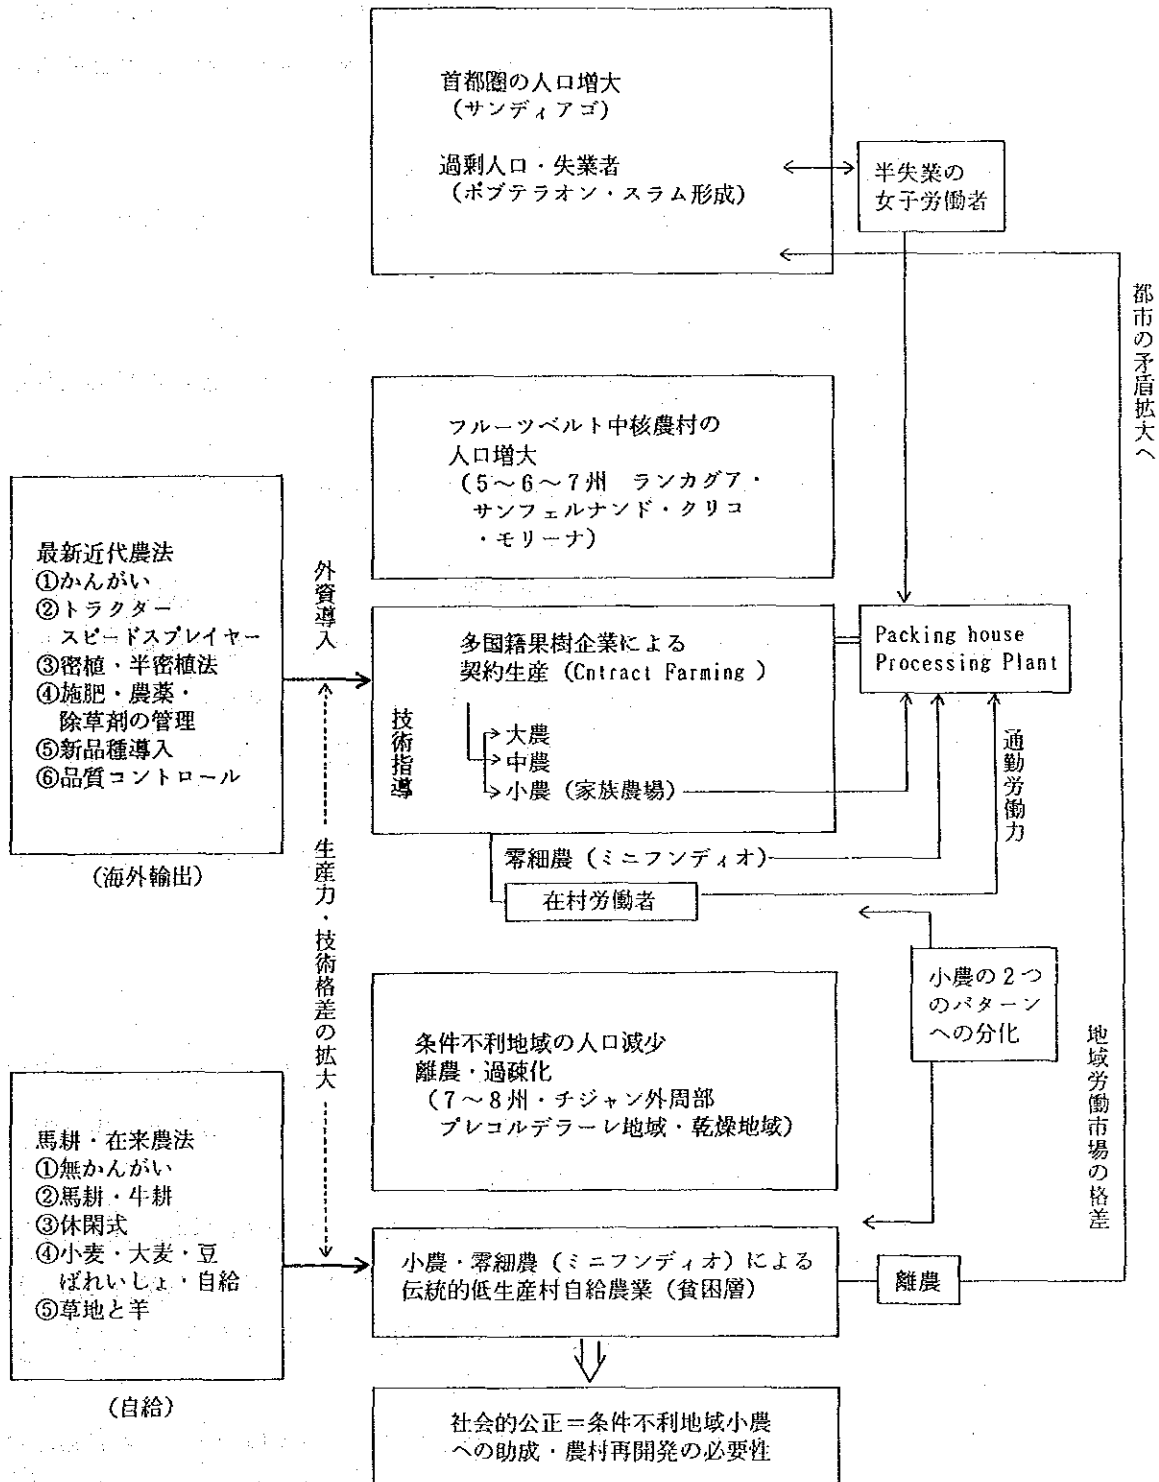 首都圏の人口増大
(サンディアゴ)
過剰人口・失業者
(ポブテラオン・スラム形成)
半失業の
女子労働者
都市の矛盾拡大へ
フルーツベルト中核農村の
人口増大
(5～6～7州 ランカグア・
サンフェルナンド・クリコ
・モリーナ)
最新近代農法
①かんがい
②トラクター
スピードスプレイヤー
③密植・半密植法
④施肥・農薬・
除草剤の管理
⑤新品種導入
⑥品質コントロール
(海外輸出)
外資導入
多国籍果樹企業による
契約生産 (Cntract Farming )
技術指導
大農
中農
小農 (家族農場)
Packing house
Processing Plant
通勤労働力
零細農 (ミニフンディオ)
在村労働者
生産力・技術格差の拡大
小農の2つ
のパターン
への分化
条件不利地域の人口減少
離農・過疎化
(7～8州・チジャン外周部
プレコルデラーレ地域・乾燥地域)
地域労働市場の格差
馬耕・在来農法
①無かんがい
②馬耕・牛耕
③休閑式
④小麦・大麦・豆
ばれいしょ・自給
⑤草地と羊
(自給)
小農・零細農 (ミニフンディオ) による
伝統的低生産村自給農業 (貧困層)
離農
社会的公正＝条件不利地域小農
への助成・農村再開発の必要性